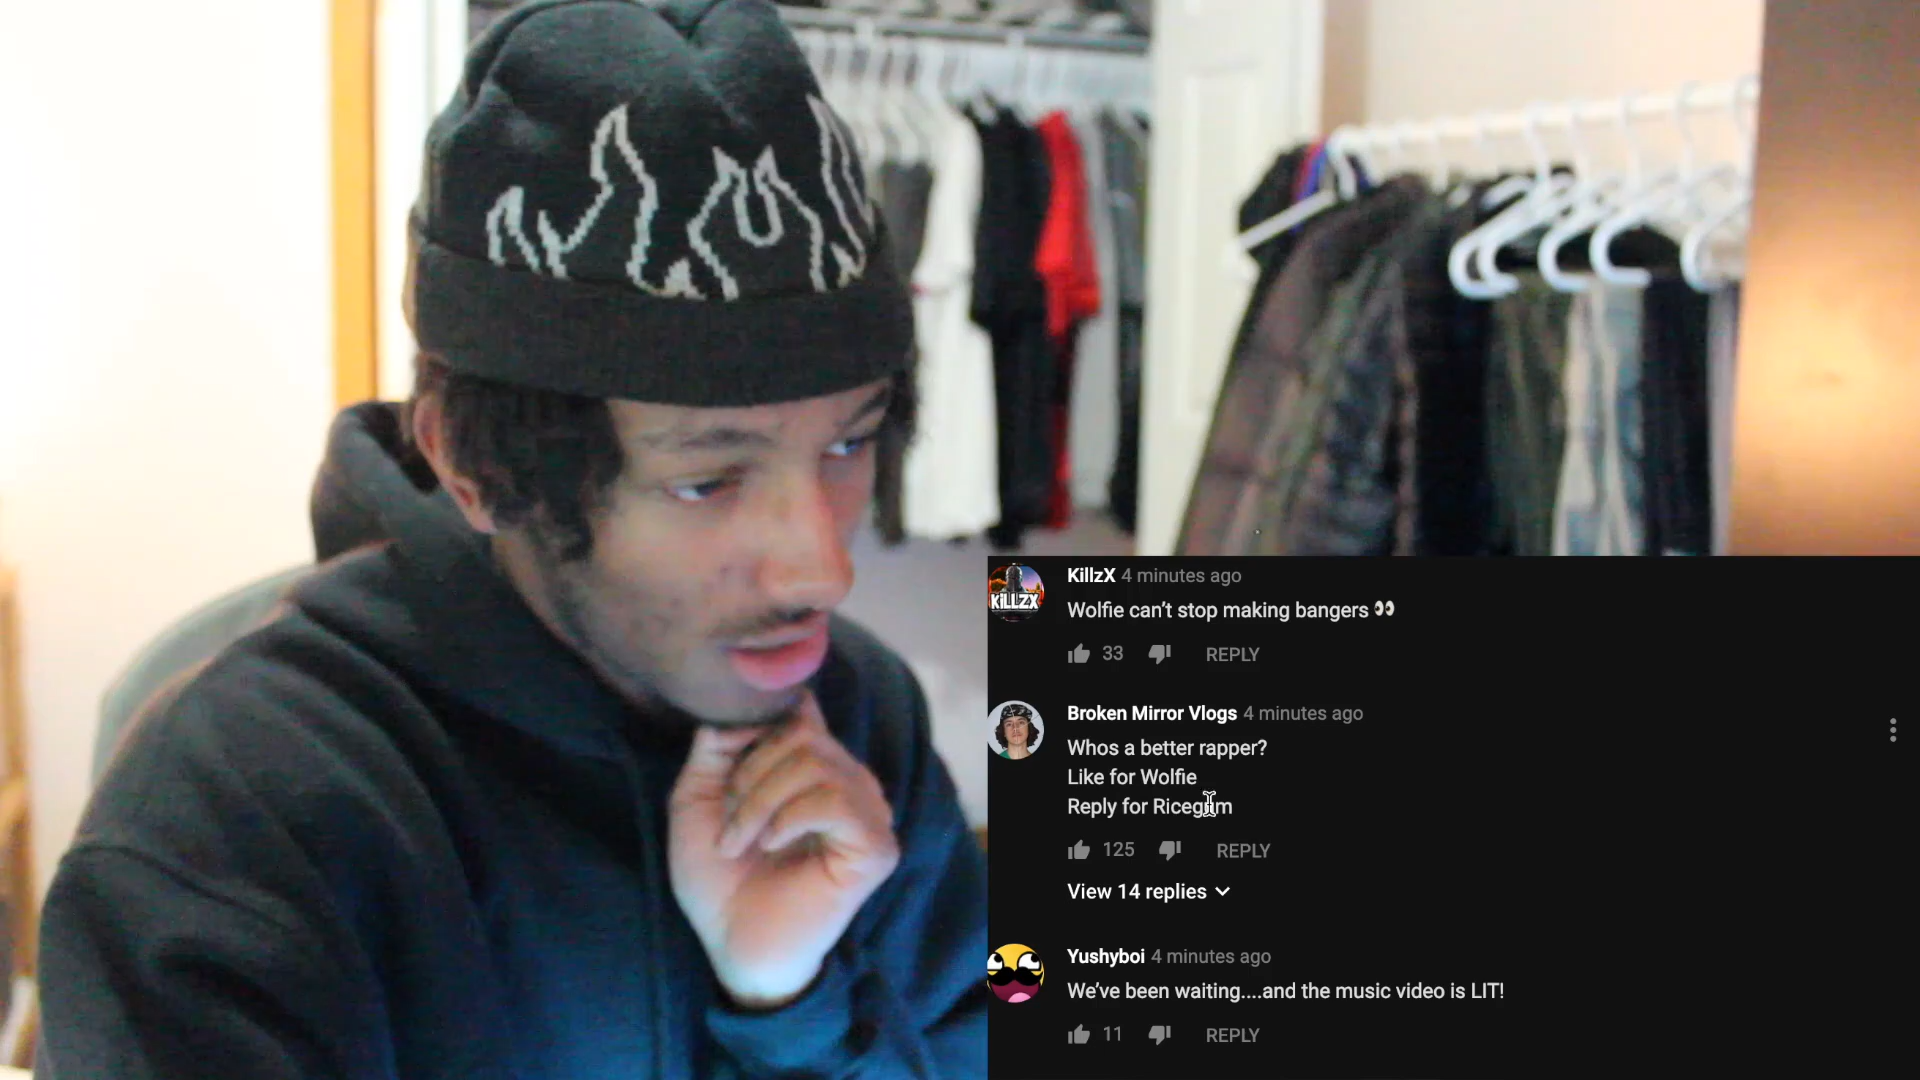 KillzX 4 minutes ago
KiLLZX
Wolfie can’t stop making bangers 👀
33 REPLY
Broken Mirror Vlogs 4 minutes ago
Whos a better rapper?
Like for Wolfie
Reply for Ricegum
125 REPLY
View 14 replies
Yushyboi 4 minutes ago
We’ve been waiting....and the music video is LIT!
11 REPLY